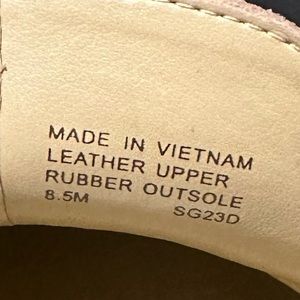 MADE IN VIETNAM
LEATHER UPPER
RUBBER OUTSOLE
8.5M SG23D